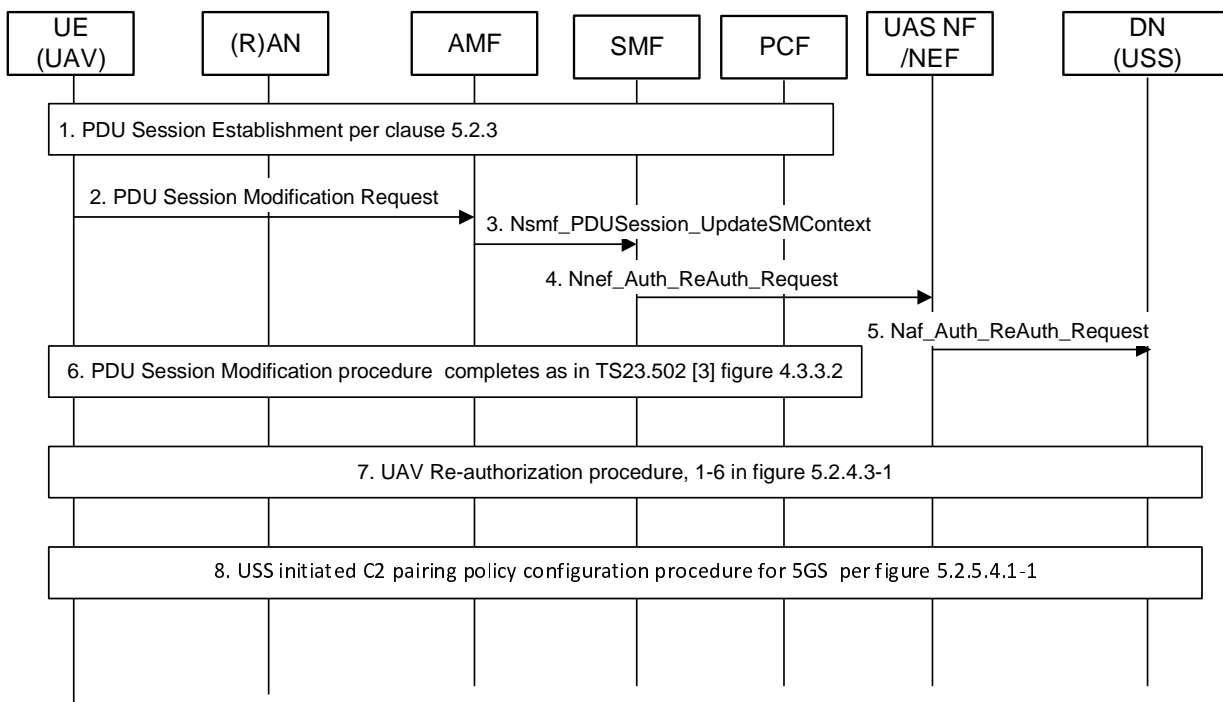 UE
(UAV)
(R)AN
AMF
SMF
PCF
UAS NF
/NEF
DN
(USS)
1. PDU Session Establishment per clause 5.2.3
2. PDU Session Modification Request
3. Nsmf_PDUSession_UpdateSMContext
4. Nnef_Auth_ReAuth_Request
5. Naf_Auth_ReAuth_Request
6. PDU Session Modification procedure completes as in TS23.502 [3] figure 4.3.3.2
7. UAV Re-authorization procedure, 1-6 in figure 5.2.4.3-1
8. USS initiated C2 pairing policy configuration procedure for 5GS per figure 5.2.5.4.1-1